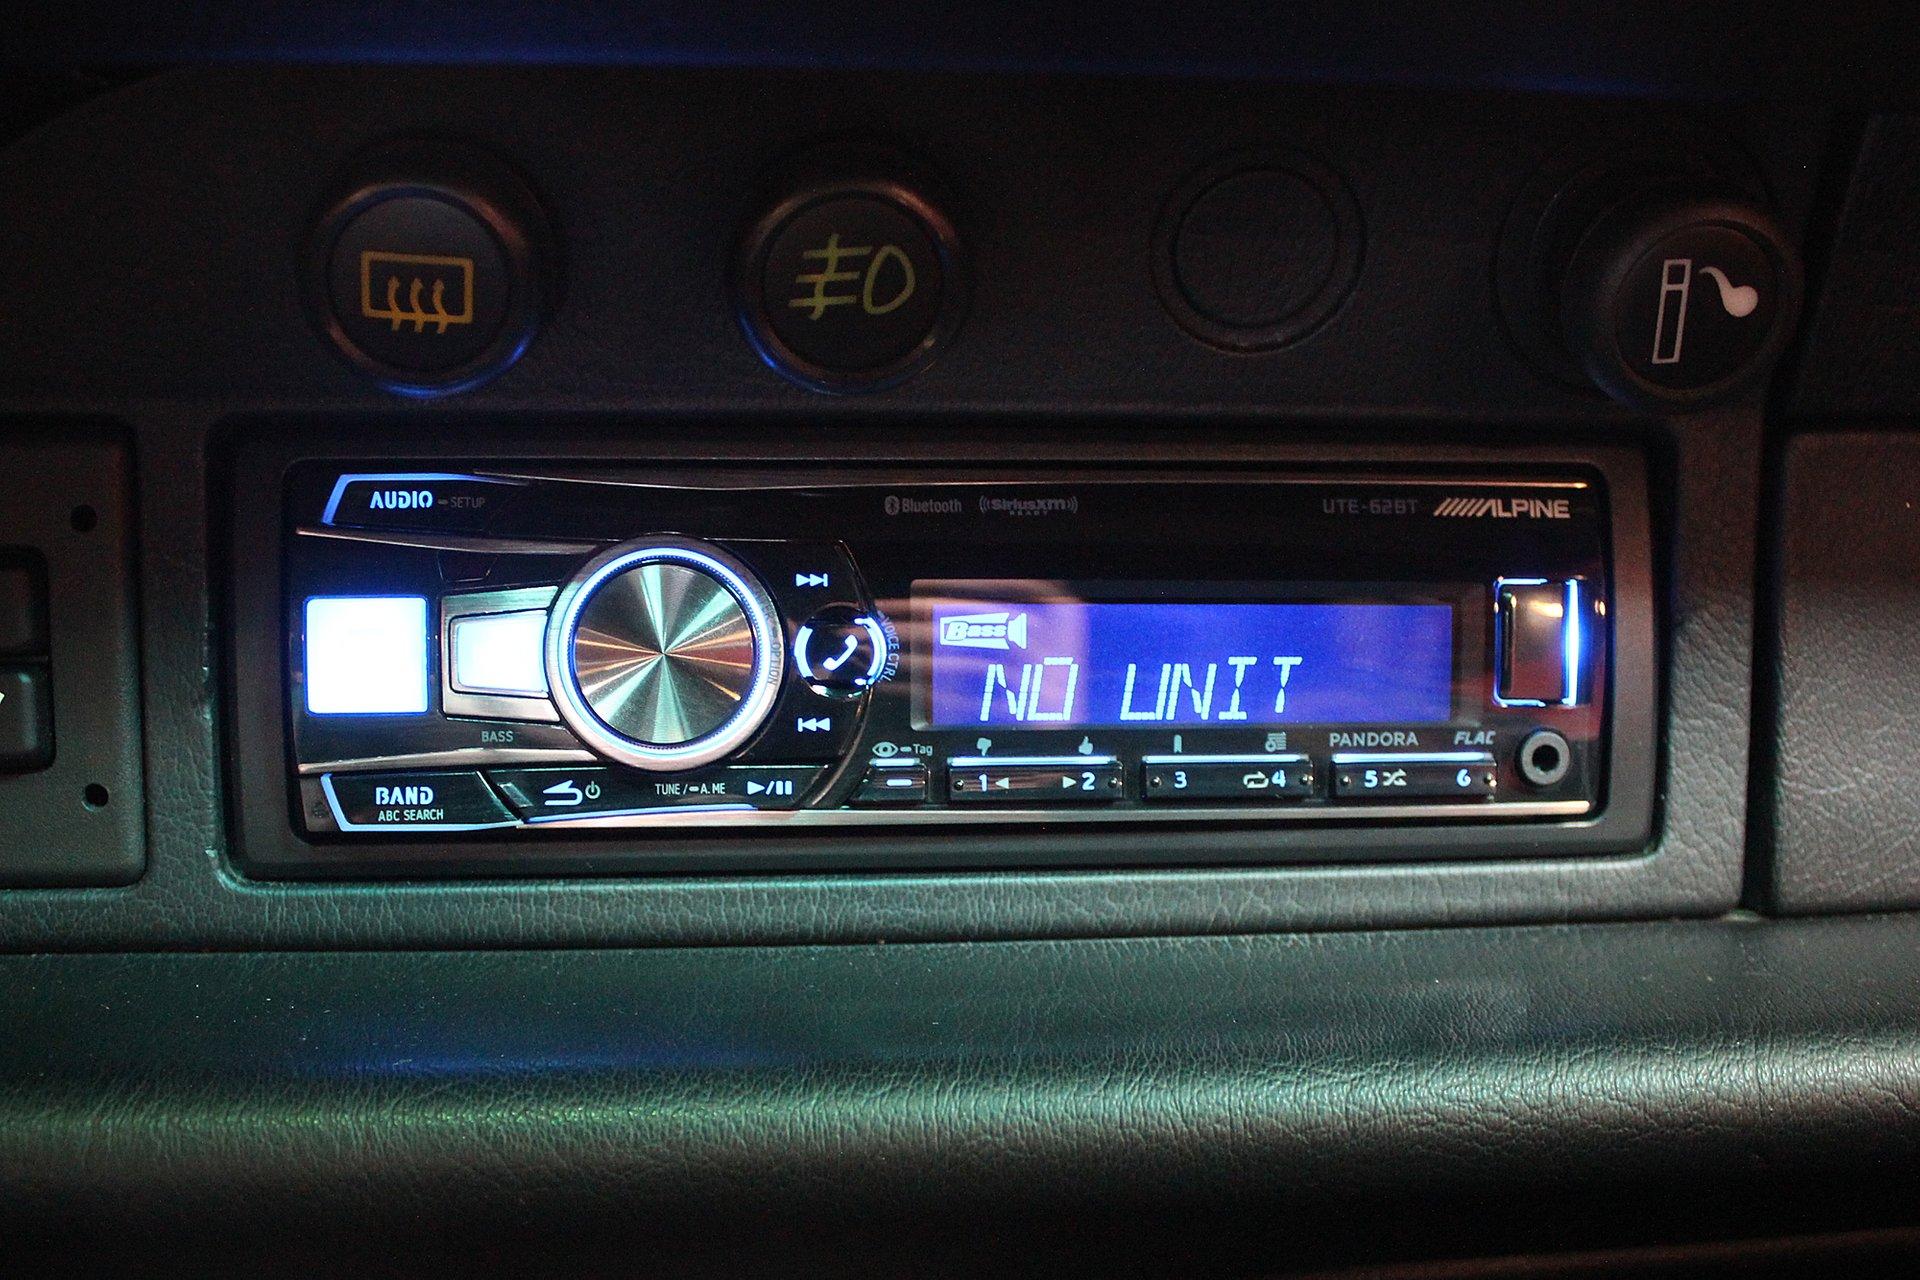 AUDIO SETUP
Bluetooth
((SiriusXM))
READY
UTE-62BT ALPINE
OPTION
VOICE CTRL
Bass
NO UNIT
BASS
Tag
PANDORA FLAC
BAND
ABC SEARCH
TUNE/A.ME
1 2 3 4 5 6